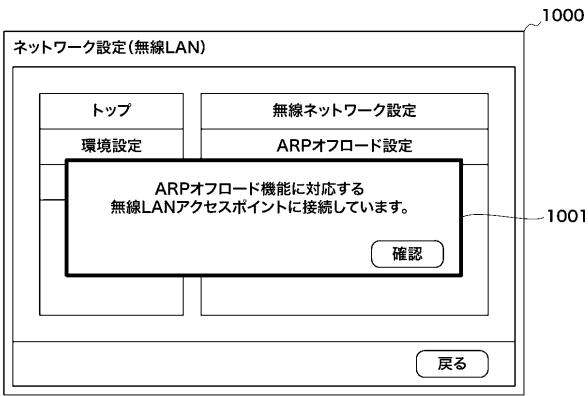 1000
ネットワーク設定(無線LAN)
トップ
無線ネットワーク設定
環境設定
ARPオフロード設定
ARPオフロード機能に対応する
無線LANアクセスポイントに接続しています。
1001
確認
戻る